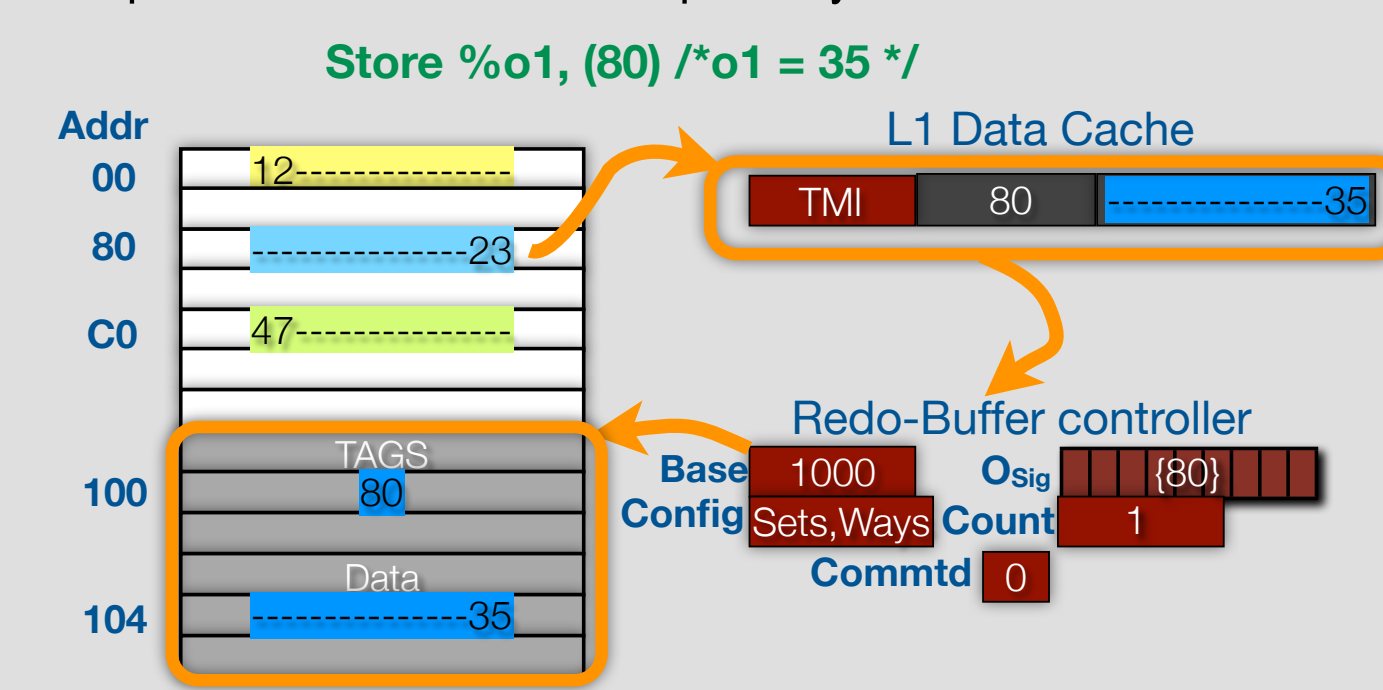 Store %o1, (80) /*o1 = 35 */
Addr
L1 Data Cache
00
12---------------
TMI
80
---------------35
80
---------------23
C0
47---------------
Redo-Buffer controller
TAGS
Base
1000
OSig
{80}
100
80
Config
Sets,Ways
Count
1
Data
Commtd
0
104
---------------35